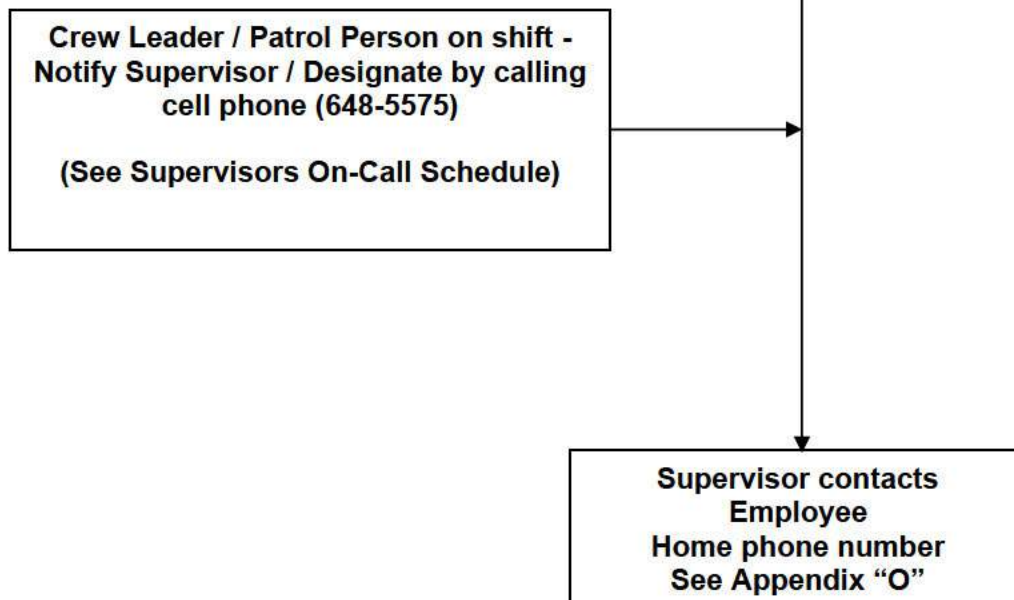 Crew Leader / Patrol Person on shift -
Notify Supervisor / Designate by calling
cell phone (648-5575)
(See Supervisors On-Call Schedule)
Supervisor contacts
Employee
Home phone number
See Appendix “O”